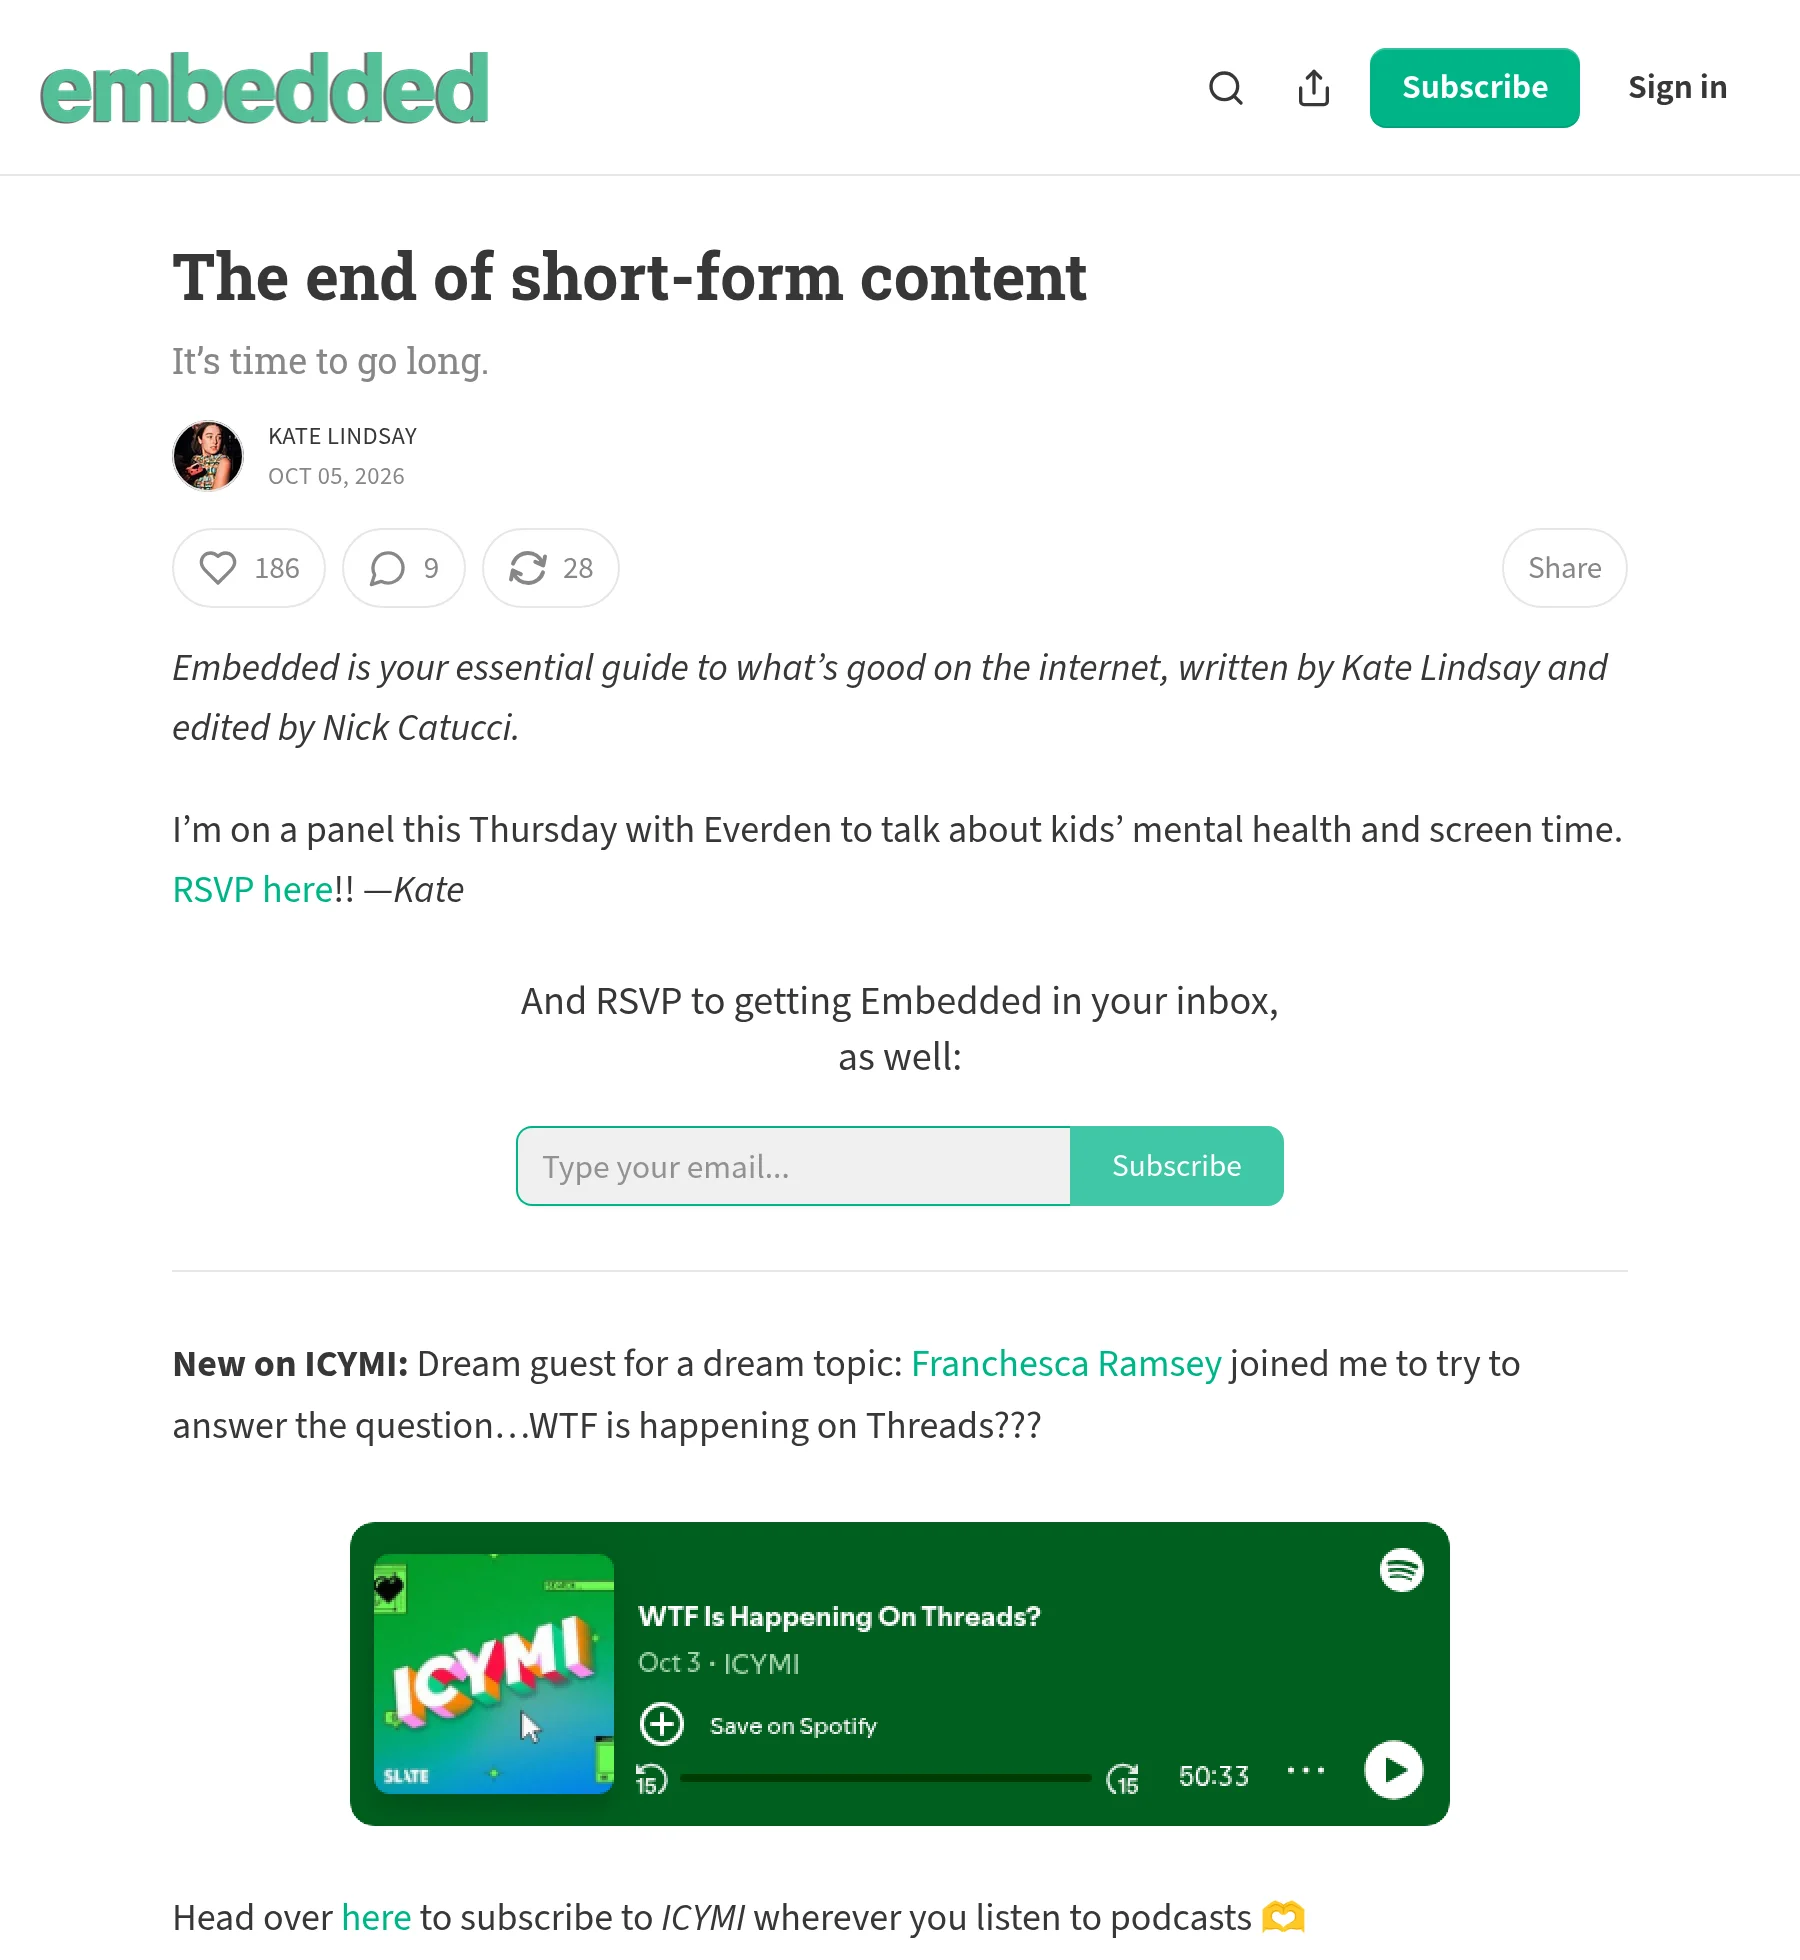 embedded
Subscribe
Sign in
The end of short-form content
It’s time to go long.
KATE LINDSAY
OCT 05, 2026
186
9
28
Share
Embedded is your essential guide to what’s good on the internet, written by Kate Lindsay and
edited by Nick Catucci.
I’m on a panel this Thursday with Everden to talk about kids’ mental health and screen time.
RSVP here!! —Kate
And RSVP to getting Embedded in your inbox,
as well:
Type your email...
Subscribe
New on ICYMI: Dream guest for a dream topic: Franchesca Ramsey joined me to try to
answer the question…WTF is happening on Threads???
ICYMI
SLATE
WTF Is Happening On Threads?
Oct 3 · ICYMI
Save on Spotify
15
15
50:33
Head over here to subscribe to ICYMI wherever you listen to podcasts 🫶